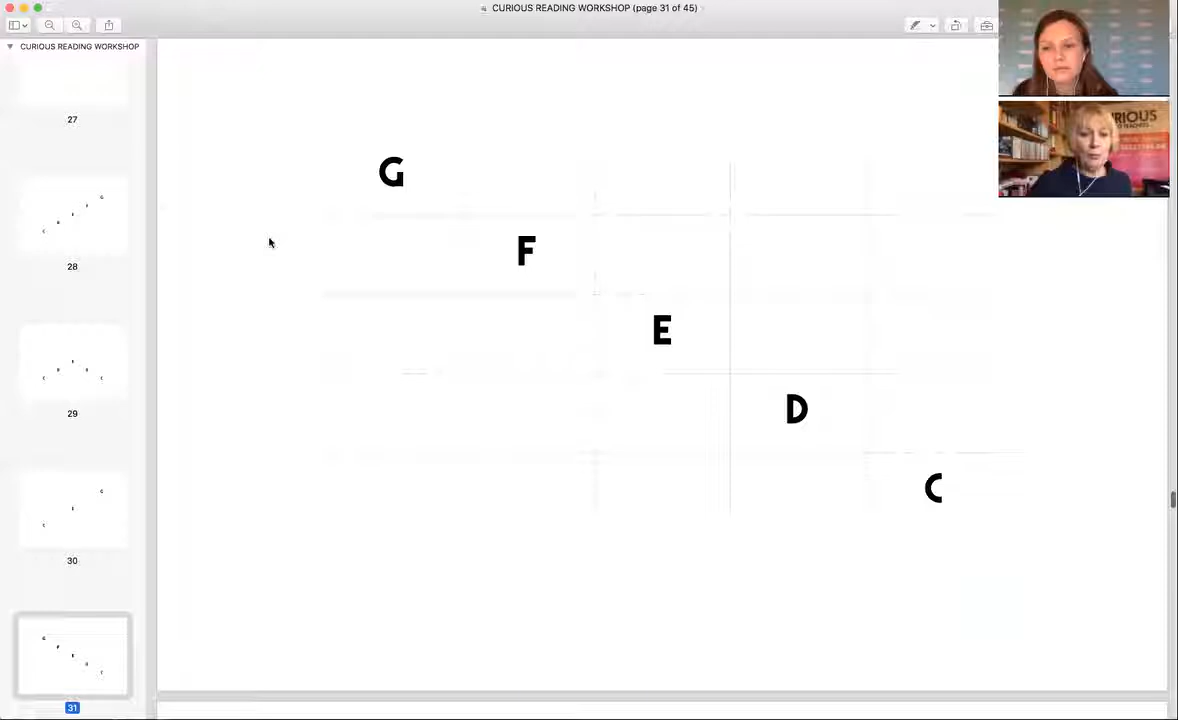 CURIOUS READING WORKSHOP (page 31 of 45)
CURIOUS READING WORKSHOP
27
28
29
30
31
G
F
E
D
C